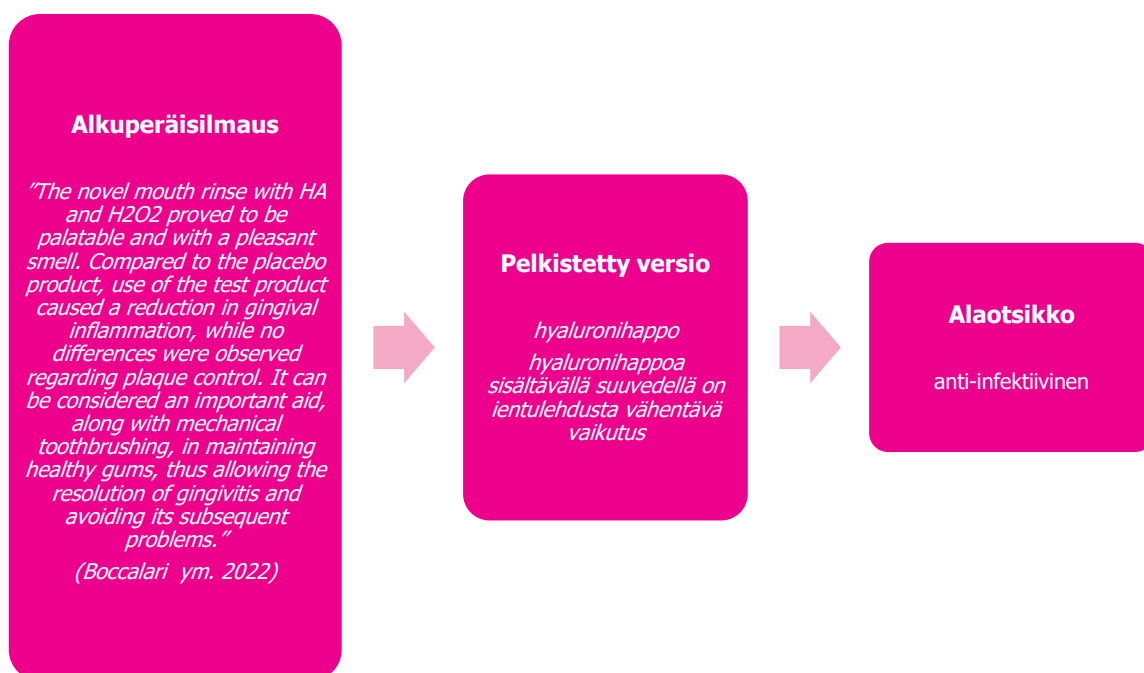 Alkuperäisilmaus
”The novel mouth rinse with HA
and H2O2 proved to be
palatable and with a pleasant
smell. Compared to the placebo
product, use of the test product
caused a reduction in gingival
inflammation, while no
differences were observed
regarding plaque control. It can
be considered an important aid,
along with mechanical
toothbrushing, in maintaining
healthy gums, thus allowing the
resolution of gingivitis and
avoiding its subsequent
problems.”
(Boccalari ym. 2022)
Pelkistetty versio
hyaluronihappo
hyaluronihappoa
sisältävällä suuvedellä on
ientulehdusta vähentävä
vaikutus
Alaotsikko
anti-infektiivinen